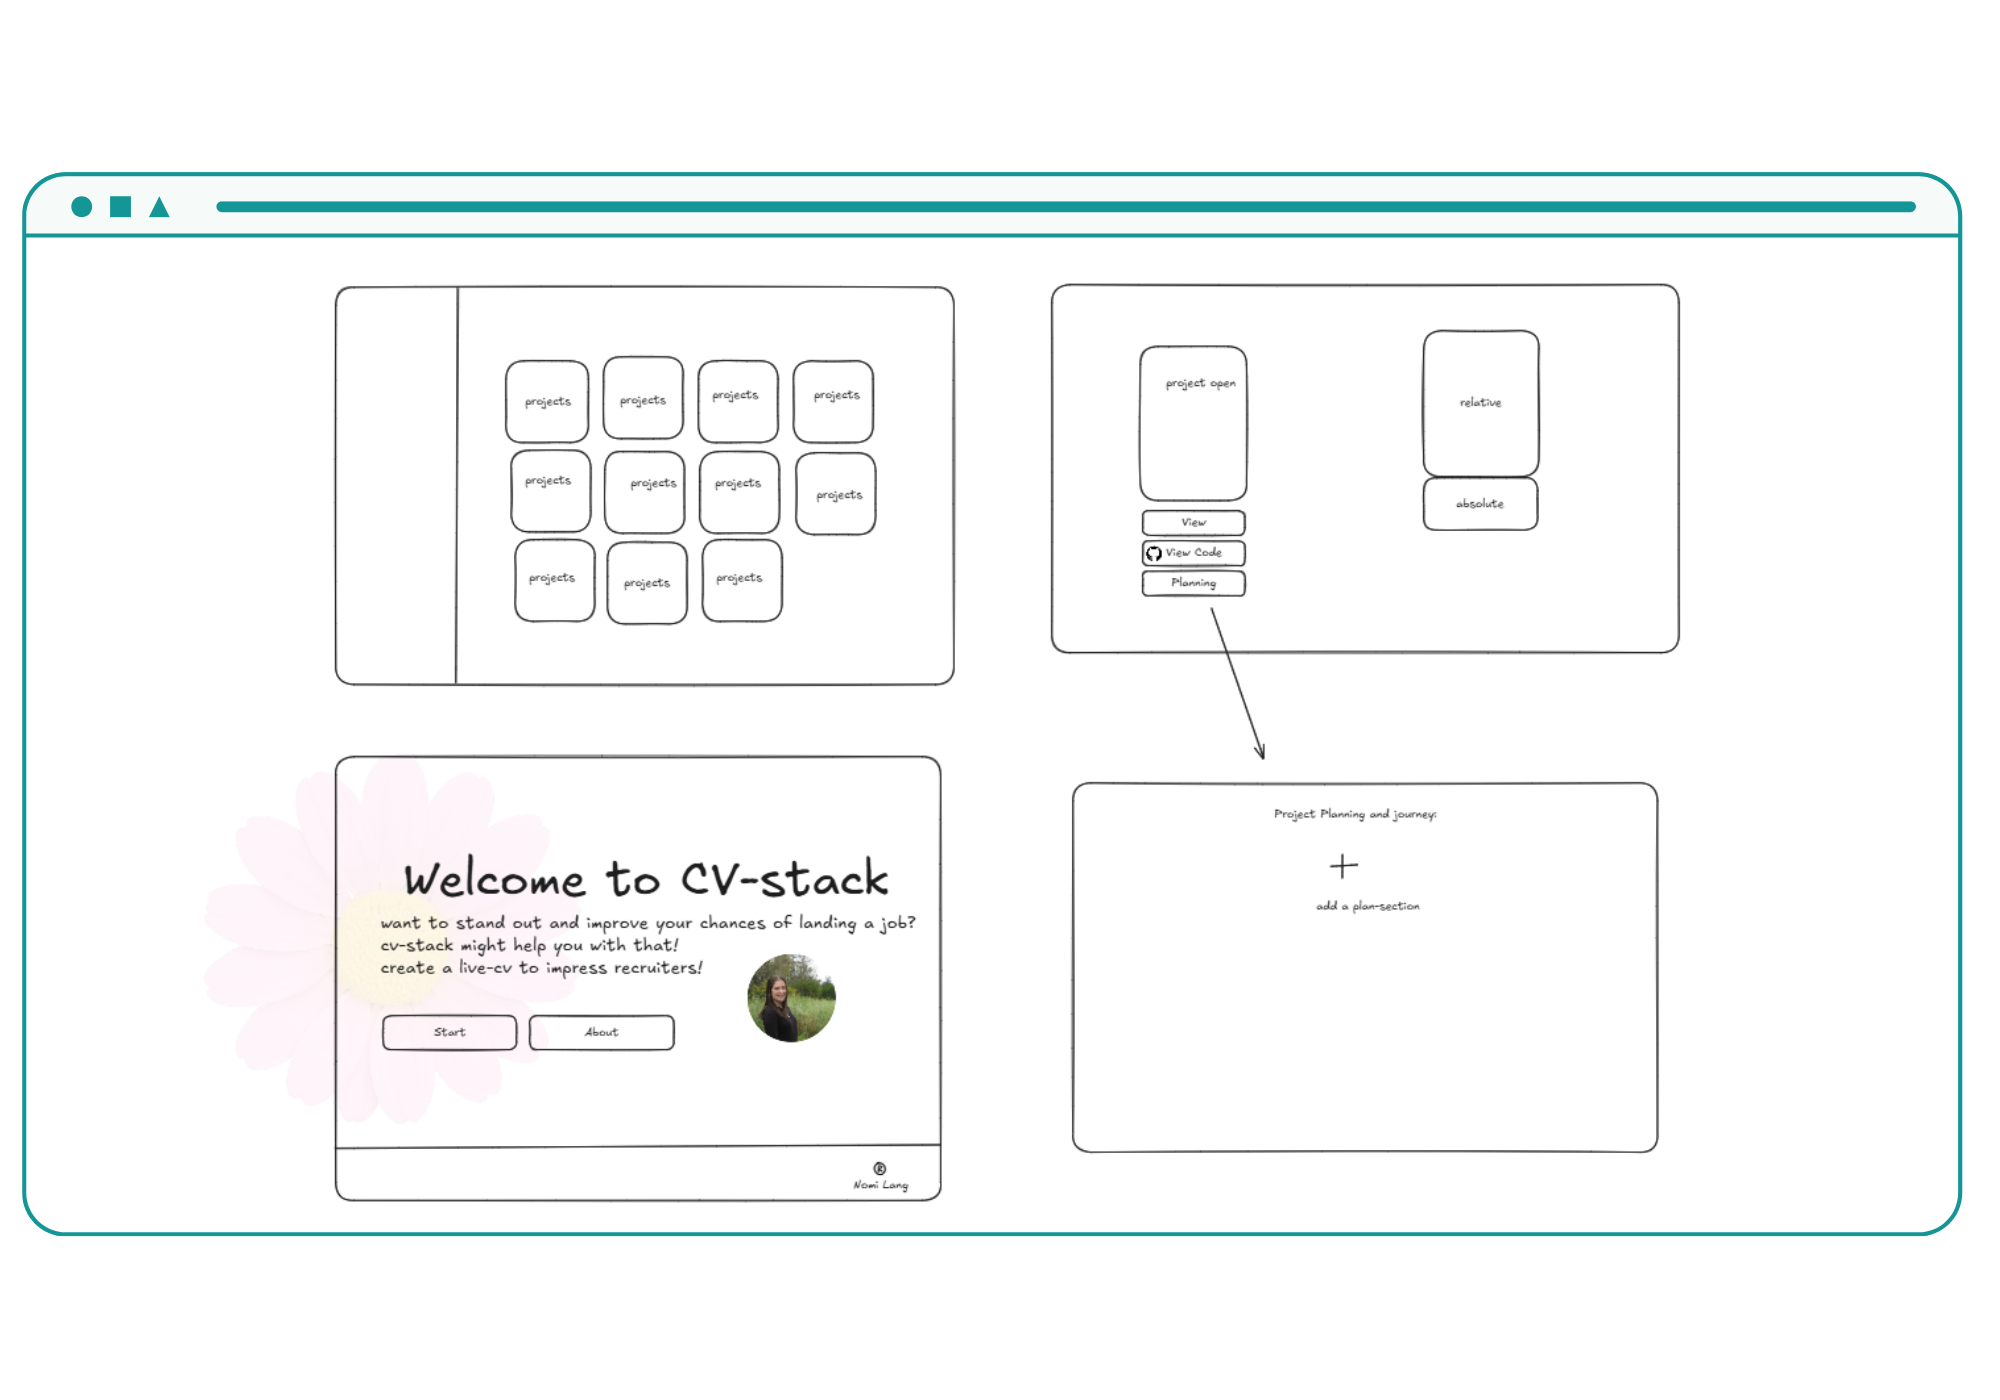 projects
projects
projects
projects
projects
projects
projects
projects
projects
projects
projects
project open
View
View Code
Planning
relative
absolute
Welcome to CV-stack
want to stand out and improve your chances of landing a job?
cv-stack might help you with that!
create a live-cv to impress recruiters!
Start
About
®
Nomi Lang
Project Planning and journey:
add a plan-section